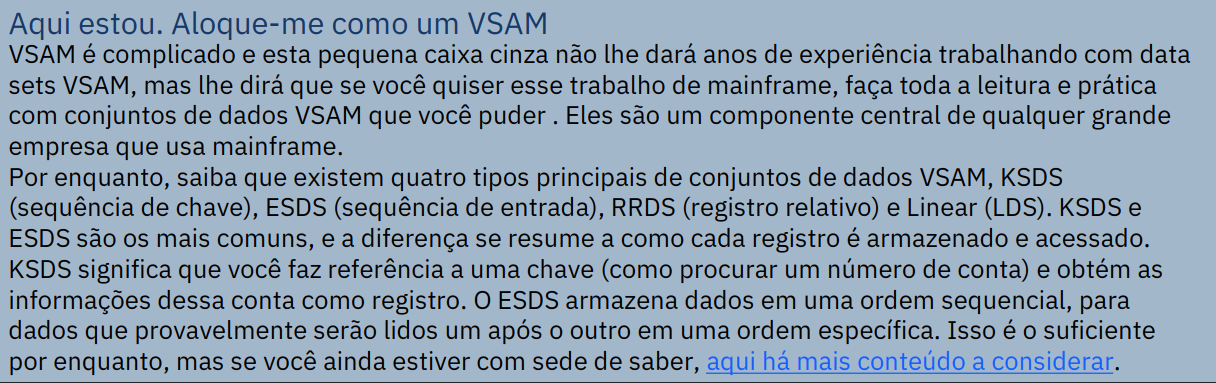 Aqui estou. Aloque-me como um VSAM
VSAM é complicado e esta pequena caixa cinza não lhe dará anos de experiência trabalhando com data
sets VSAM, mas lhe dirá que se você quiser esse trabalho de mainframe, faça toda a leitura e prática
com conjuntos de dados VSAM que você puder . Eles são um componente central de qualquer grande
empresa que usa mainframe.
Por enquanto, saiba que existem quatro tipos principais de conjuntos de dados VSAM, KSDS
(sequência de chave), ESDS (sequência de entrada), RRDS (registro relativo) e Linear (LDS). KSDS e
ESDS são os mais comuns, e a diferença se resume a como cada registro é armazenado e acessado.
KSDS significa que você faz referência a uma chave (como procurar um número de conta) e obtém as
informações dessa conta como registro. O ESDS armazena dados em uma ordem sequencial, para
dados que provavelmente serão lidos um após o outro em uma ordem específica. Isso é o suficiente
por enquanto, mas se você ainda estiver com sede de saber, aqui há mais conteúdo a considerar.